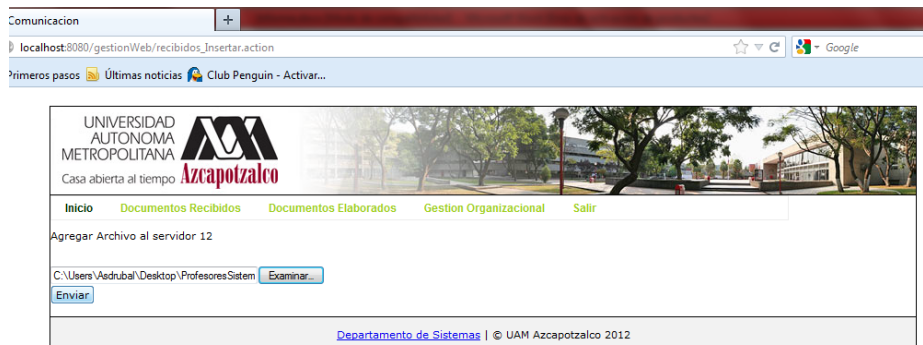 Comunicacion +
localhost:8080/gestionWeb/recibidos_Insertar.action Google
Primeros pasos Últimas noticias Club Penguin - Activar...
UNIVERSIDAD
AUTONOMA
METROPOLITANA
Casa abierta al tiempo Azcapotzalco
Inicio Documentos Recibidos Documentos Elaborados Gestion Organizacional Salir
Agregar Archivo al servidor 12
C:\Users\Asdrubal\Desktop\ProfesoresSistem Examinar...
Enviar
Departamento de Sistemas | © UAM Azcapotzalco 2012